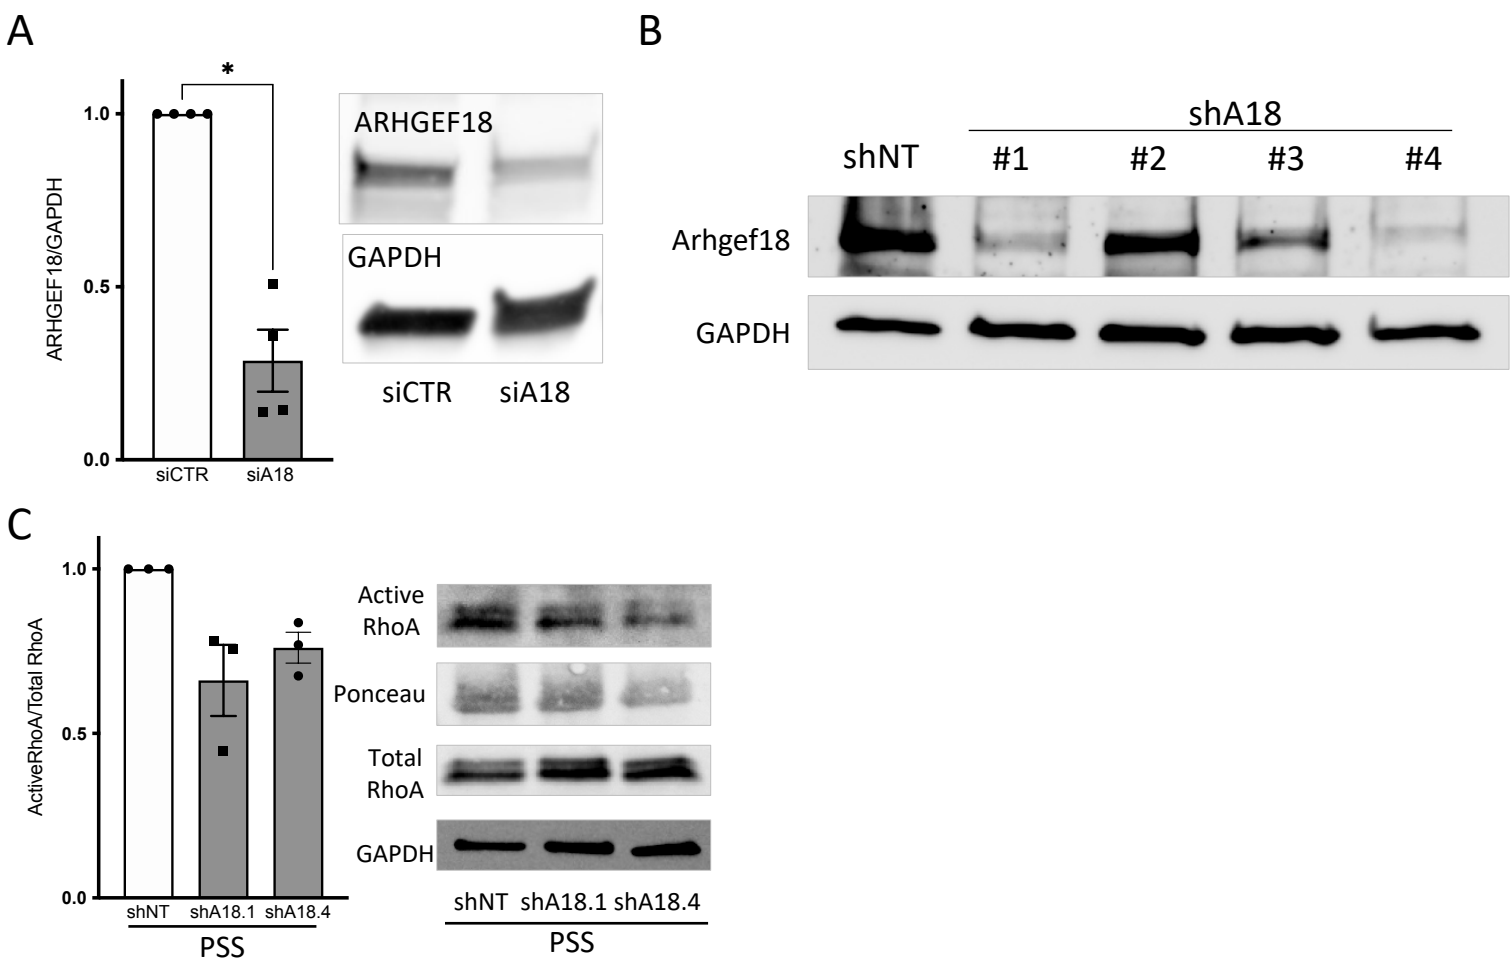 A
*
1.0
0.5
0.0
ARHGEF18/GAPDH
siCTR
siA18
ARHGEF18
GAPDH
siCTR
siA18
B
shA18
shNT
#1
#2
#3
#4
Arhgef18
GAPDH
C
1.0
0.5
0.0
ActiveRhoA/Total RhoA
shNT
shA18.1
shA18.4
PSS
Active
RhoA
Ponceau
Total
RhoA
GAPDH
shNT
shA18.1
shA18.4
PSS